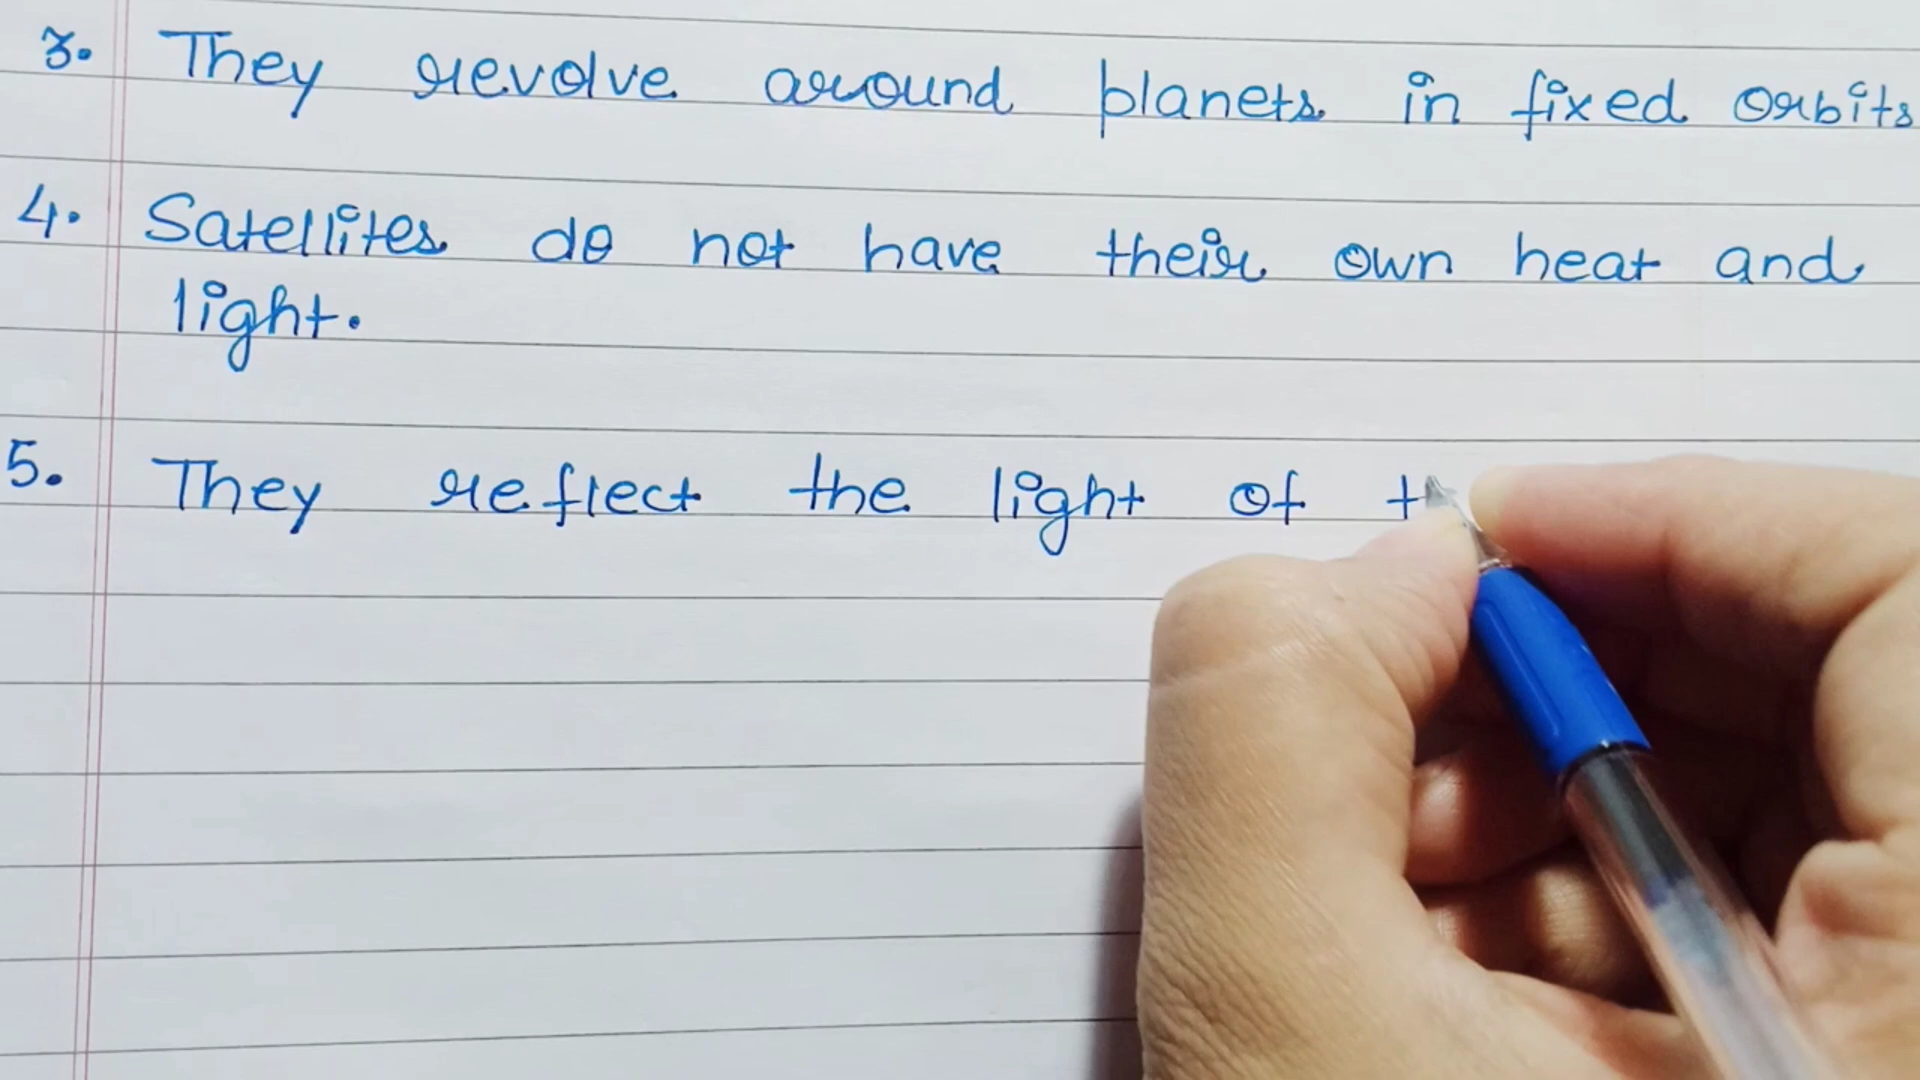 3. They revolve around planets in fixed orbits
4. Satellites do not have their own heat and
light.
5. They reflect the light of